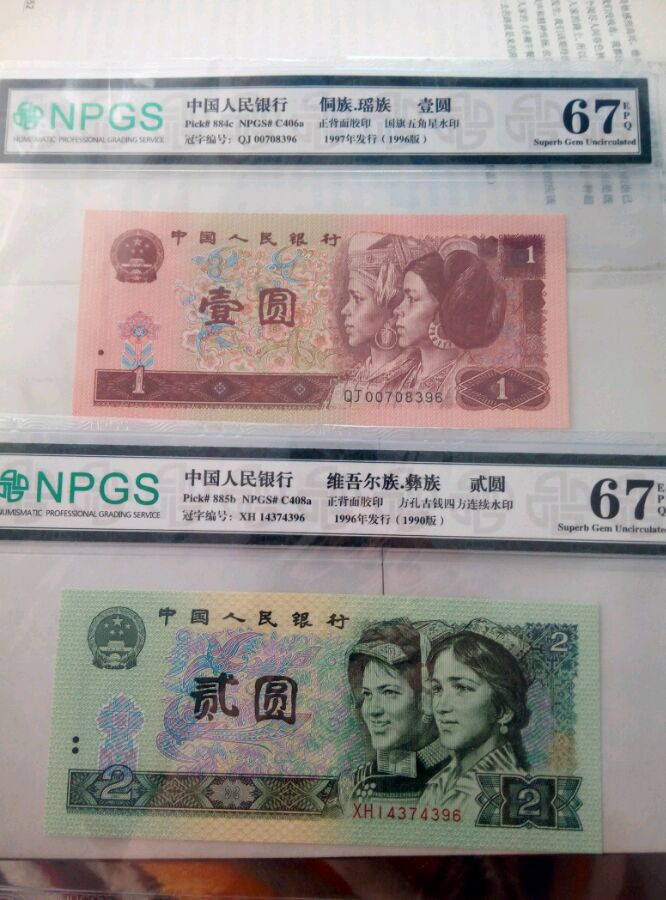 52
NPGS
NUMISMATIC PROFESSIONAL GRADING SERVICE
中国人民银行 侗族.瑶族 壹圆
Pick# 884c NPGS# C406a 正背面胶印 国旗五角星水印
冠字编号: QJ 00708396 1997年发行(1996版)
67 EPQ
Superb Gem Uncirculated
中国人民银行
1
壹圆
1
QJ00708396
1
NPGS
NUMISMATIC PROFESSIONAL GRADING SERVICE
中国人民银行 维吾尔族.彝族 贰圆
Pick# 885b NPGS# C408a 正背面胶印 方孔古钱四方连续水印
冠字编号: XH 14374396 1996年发行(1990版)
67 EPQ
Superb Gem Uncirculated
中国人民银行
2
贰圆
2
XH14374396
2